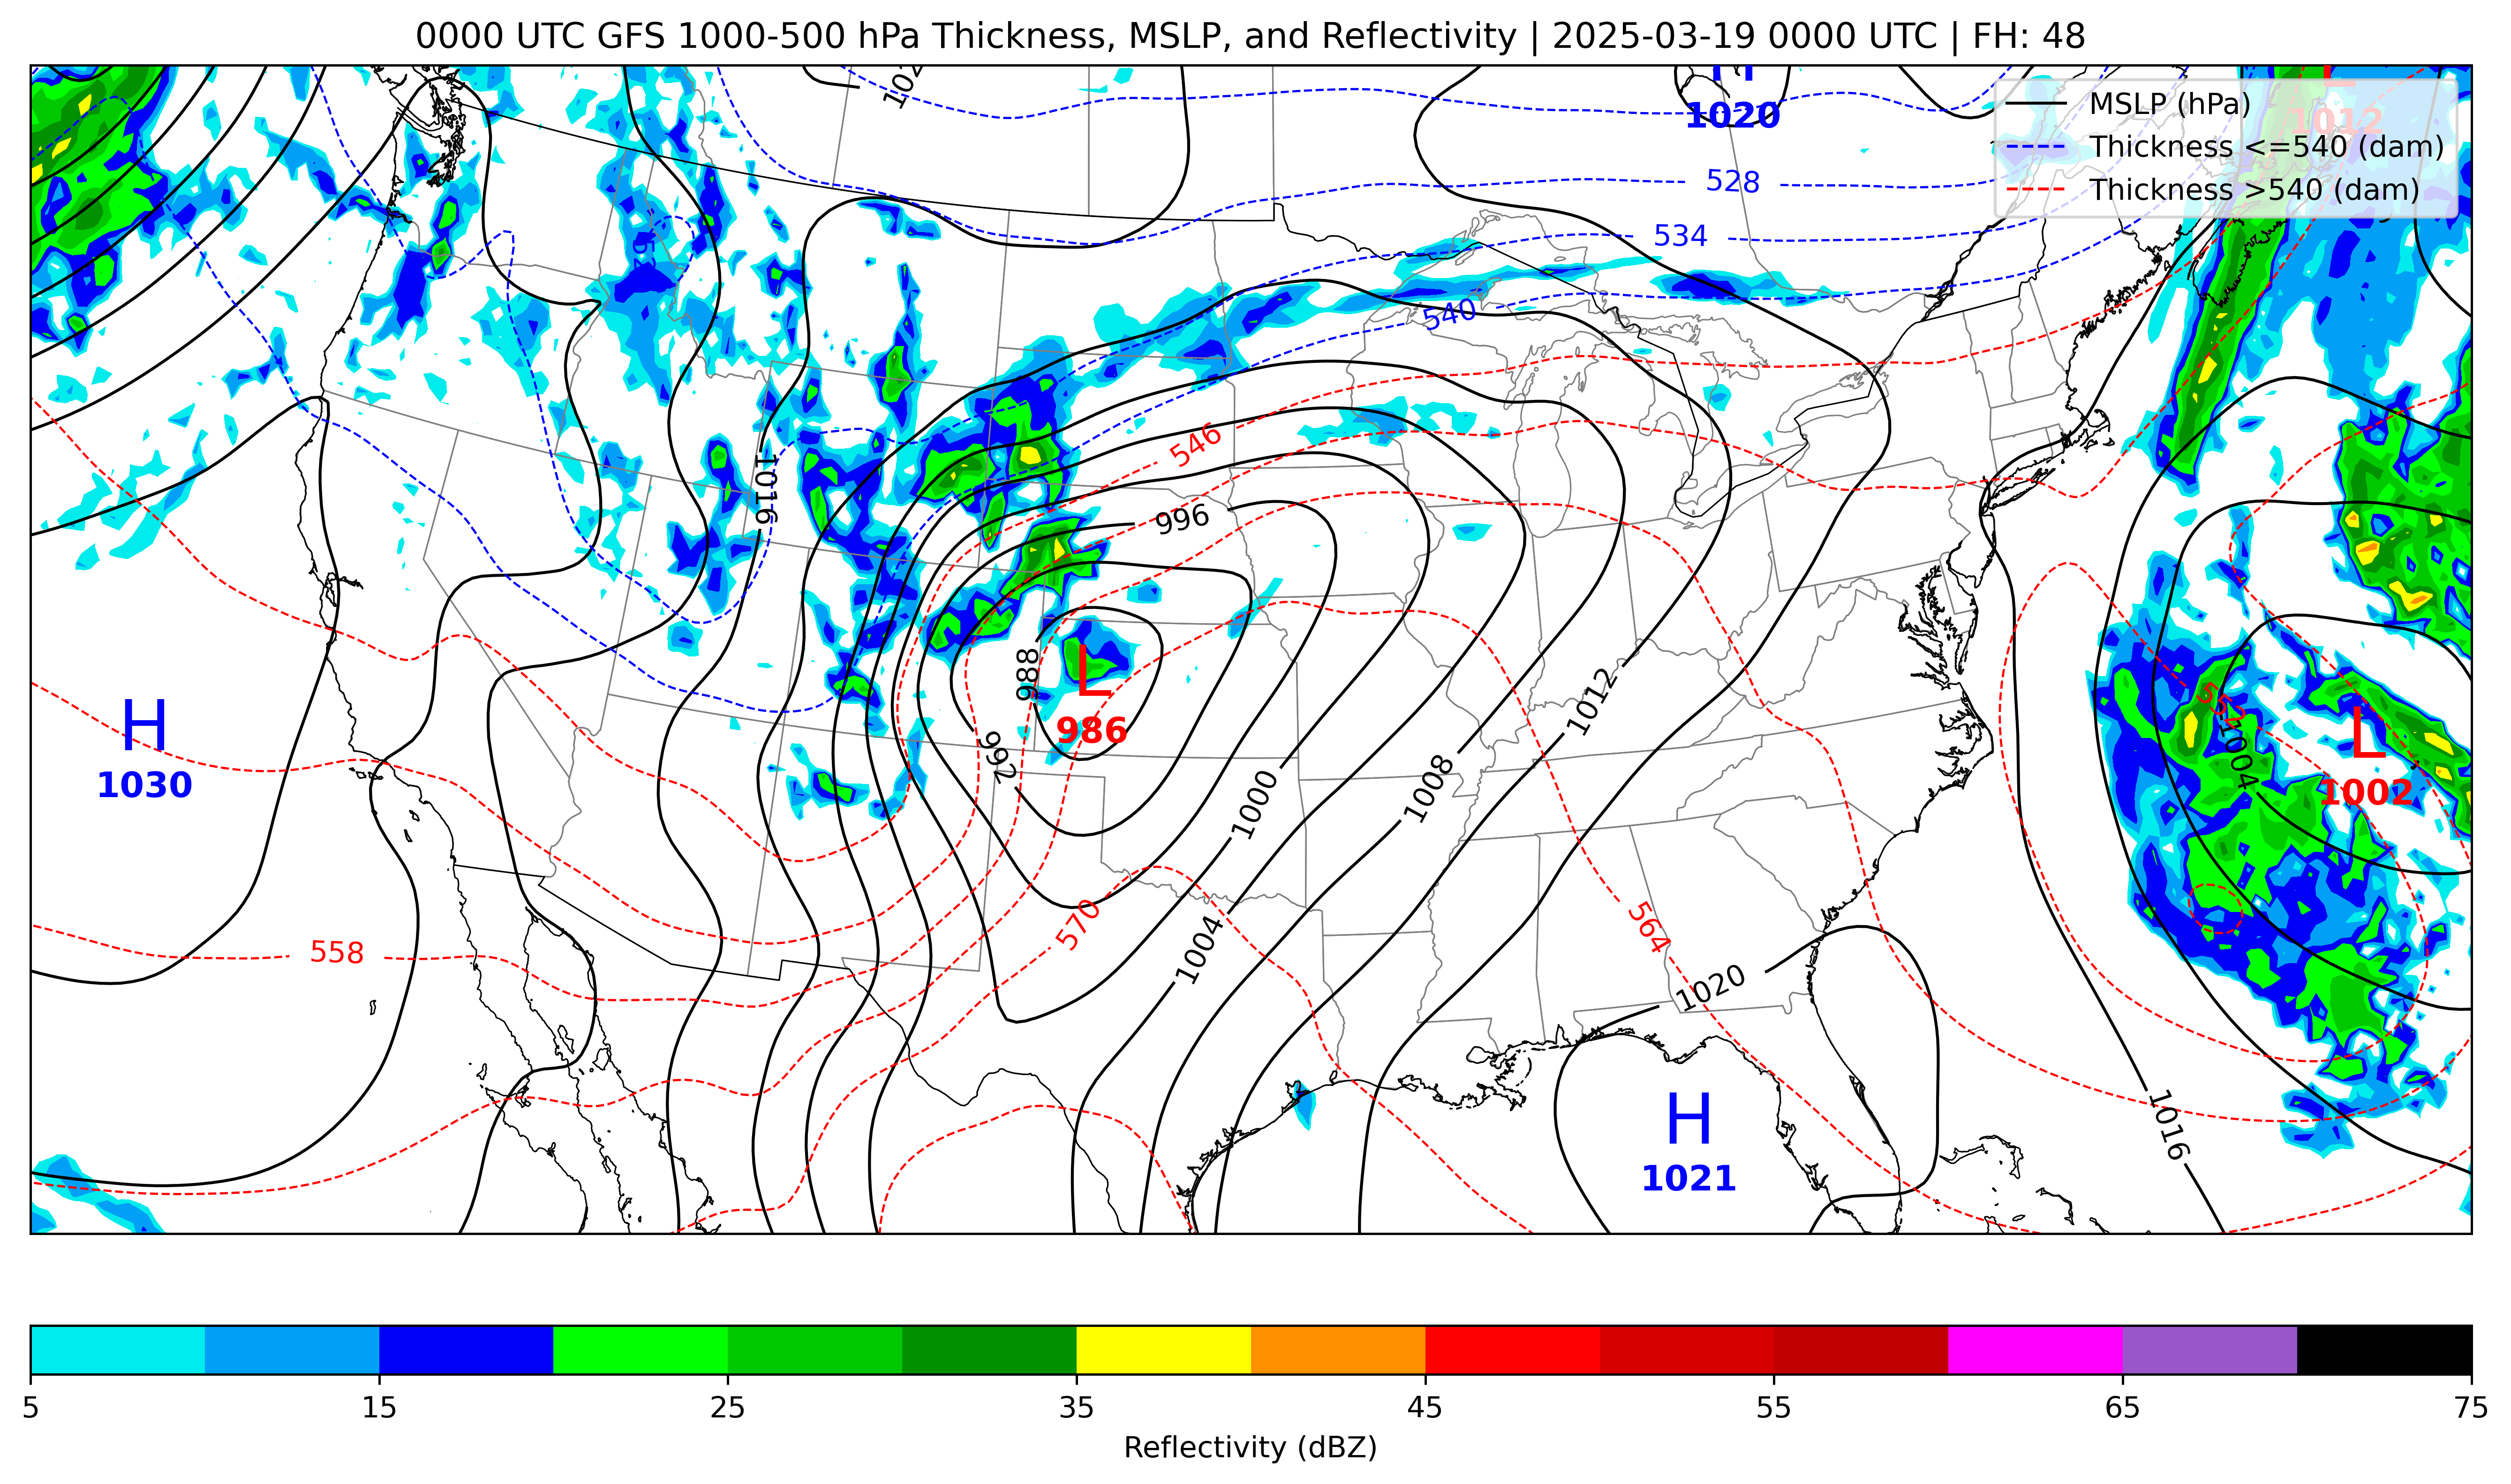 0000 UTC GFS 1000-500 hPa Thickness, MSLP, and Reflectivity | 2025-03-19 0000 UTC | FH: 48
H
1020
L
1012
MSLP (hPa)
Thickness <=540 (dam)
Thickness >540 (dam)
528
534
540
546
1016
996
988
L
986
992
H
1030
1012
1008
1000
1004
L
1002
1004
570
564
558
1020
H
1021
1016
5 15 25 35 45 55 65 75
Reflectivity (dBZ)